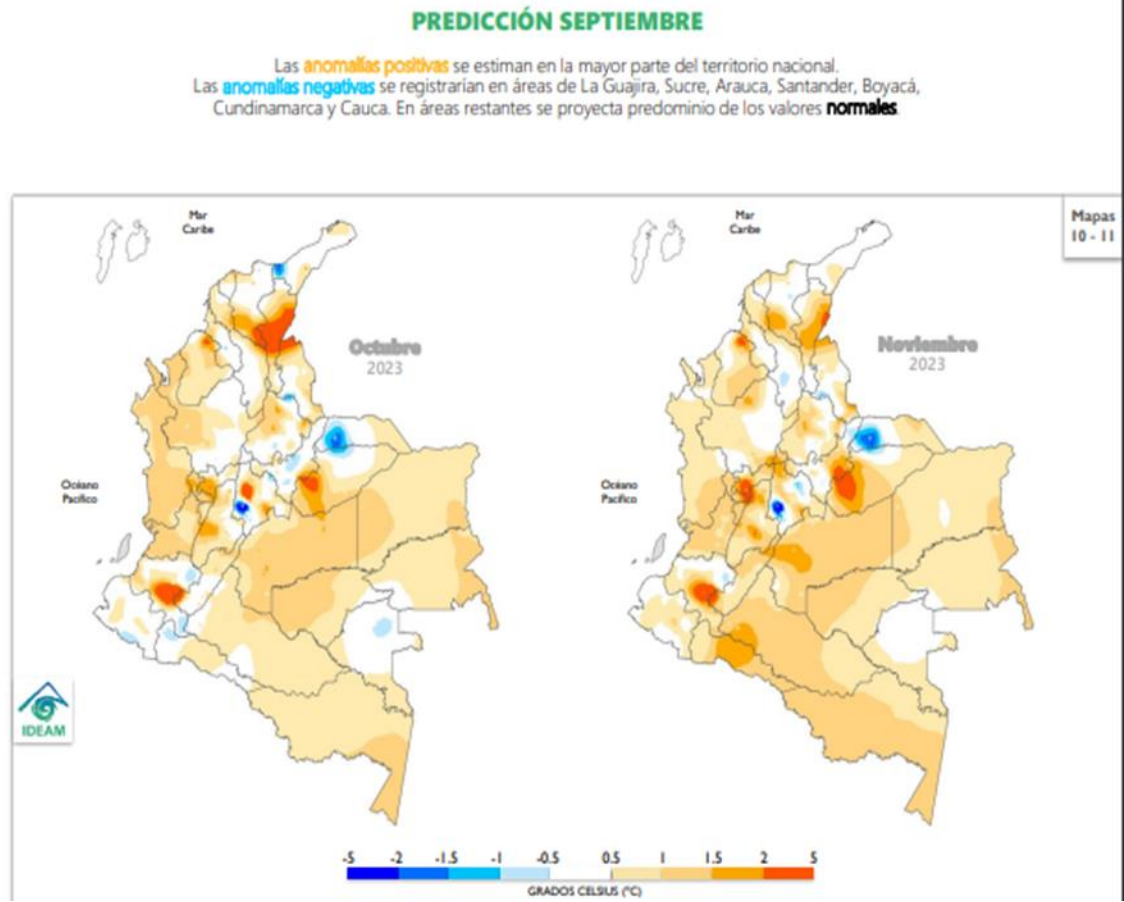 PREDICCIÓN SEPTIEMBRE
Las anomalías positivas se estiman en la mayor parte del territorio nacional.
Las anomalías negativas se registrarían en áreas de La Guajira, Sucre, Arauca, Santander, Boyacá,
Cundinamarca y Cauca. En áreas restantes se proyecta predominio de los valores normales.
Mapas
10 - 11
Mar
Caribe
Octubre
2023
Océano
Pacífico
Mar
Caribe
Noviembre
2023
Océano
Pacífico
IDEAM
-5 -2 -1.5 -1 -0.5 0.5 1 1.5 2 5
GRADOS CELSIUS (°C)